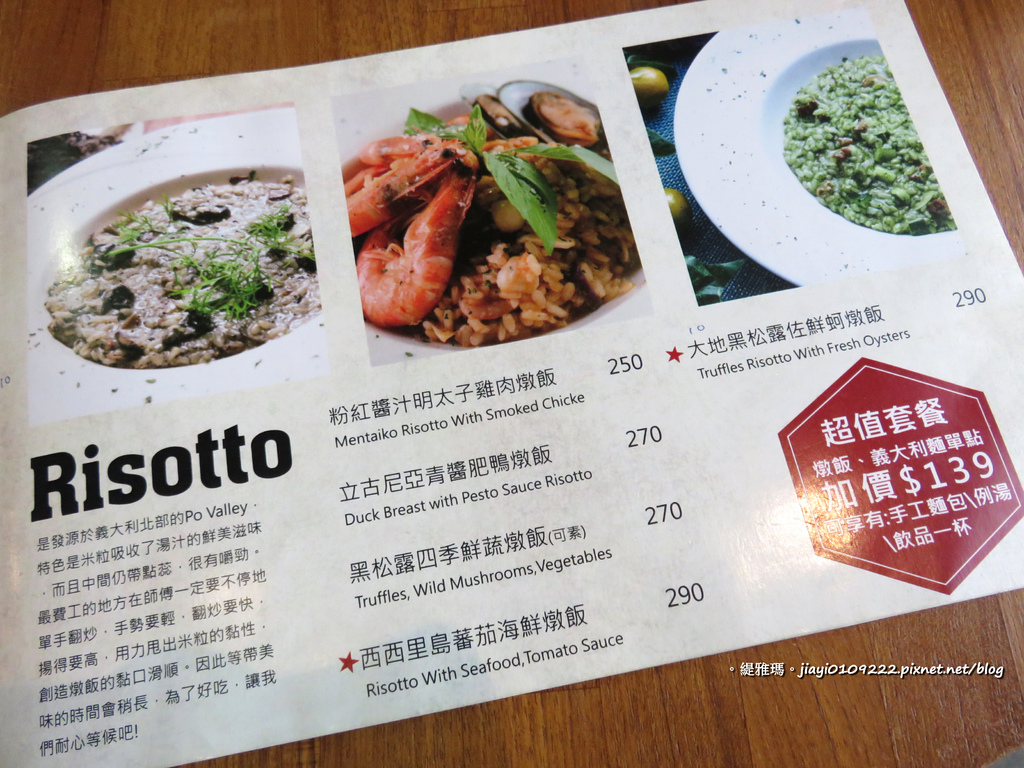 Risotto
是發源於義大利北部的Po Valley，
特色是米粒吸收了湯汁的鮮美滋味
，而且中間仍帶點蕊，很有嚼勁。
最費工的地方在師傅一定要不停地
單手翻炒，手勢要輕，翻炒要快，
揚得要高，用力甩出米粒的黏性，
創造燉飯的黏口滑順。因此等帶美
味的時間會稍長，為了好吃，讓我
們耐心等候吧!
粉紅醬汁明太子雞肉燉飯 250
Mentaiko Risotto With Smoked Chicke
立古尼亞青醬肥鴨燉飯 270
Duck Breast with Pesto Sauce Risotto
黑松露四季鮮蔬燉飯(可素) 270
Truffles, Wild Mushrooms,Vegetables
★西西里島蕃茄海鮮燉飯 290
Risotto With Seafood,Tomato Sauce
★大地黑松露佐鮮蚵燉飯 290
Truffles Risotto With Fresh Oysters
超值套餐
燉飯、義大利麵單點
加價$139
可享有:手工麵包\例湯
\飲品一杯
。緹雅瑪。jiayi0109222.pixnet.net/blog